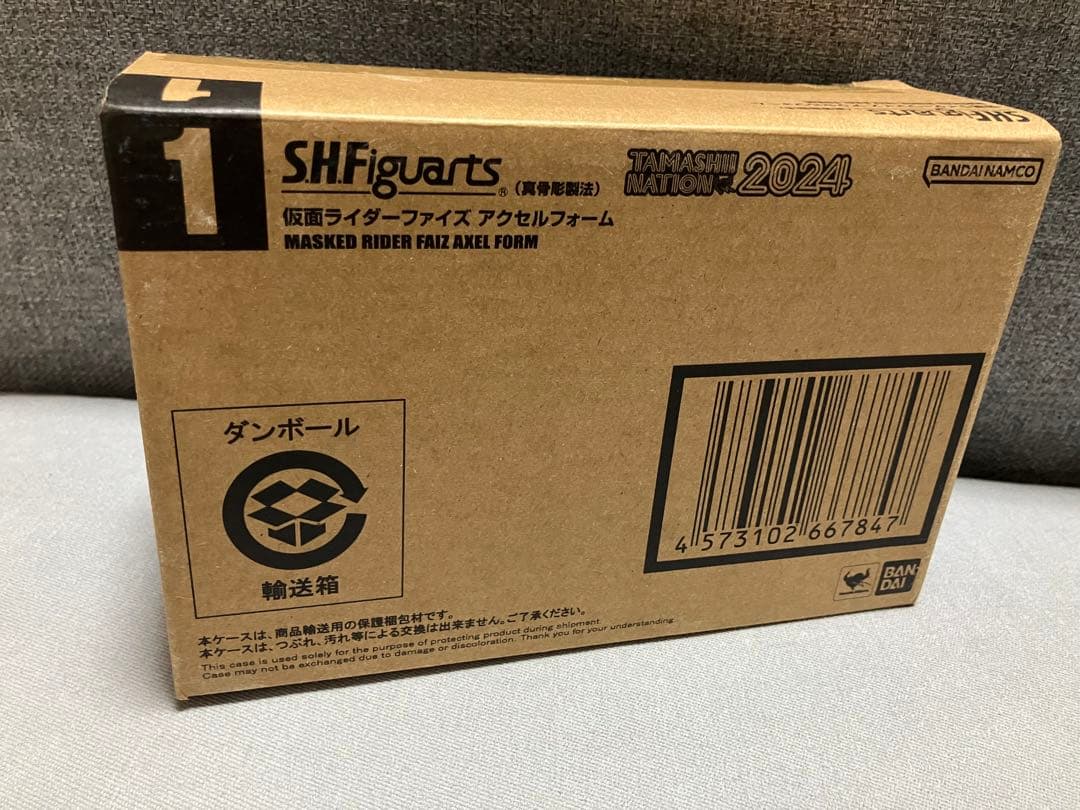 1
S.H.Figuarts® (真骨彫製法)
仮面ライダーファイズ アクセルフォーム
MASKED RIDER FAIZ AXEL FORM
TAMASHII NATION 2024
BANDAI NAMCO
S.H.Figuarts
ダンボール
輸送箱
4 573102 667847
BAN
DAI
本ケースは、商品輸送用の保護梱包材です。
本ケースは、つぶれ、汚れ等による交換は出来ません。ご了承ください。
This case is used solely for the purpose of protecting product during shipment.
Case may not be exchanged due to damage or discoloration. Thank you for your understanding.